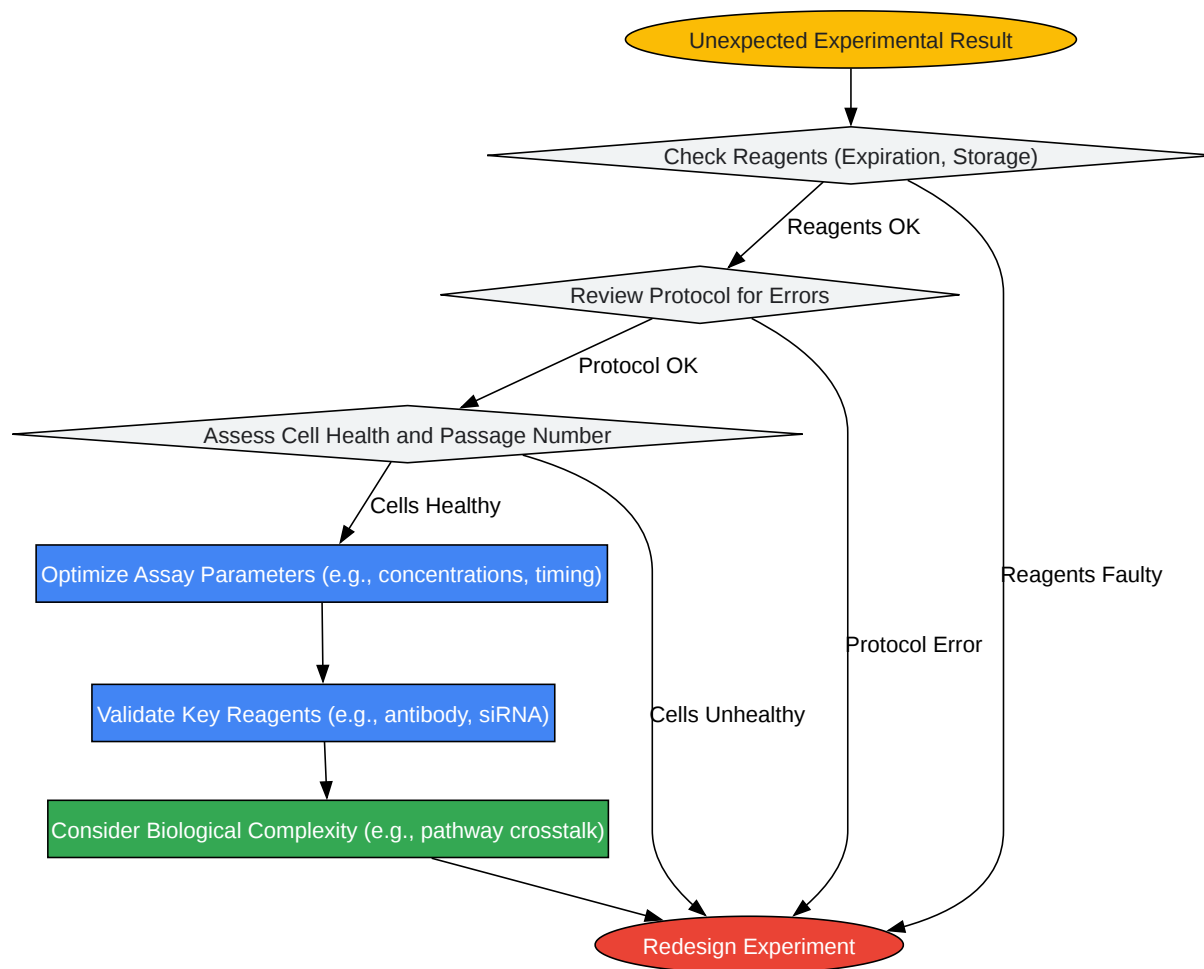 Unexpected Experimental Result
Check Reagents (Expiration, Storage)
Reagents OK
Review Protocol for Errors
Protocol OK
Assess Cell Health and Passage Number
Cells Healthy
Optimize Assay Parameters (e.g., concentrations, timing)
Reagents Faulty
Protocol Error
Validate Key Reagents (e.g., antibody, siRNA)
Cells Unhealthy
Consider Biological Complexity (e.g., pathway crosstalk)
Redesign Experiment